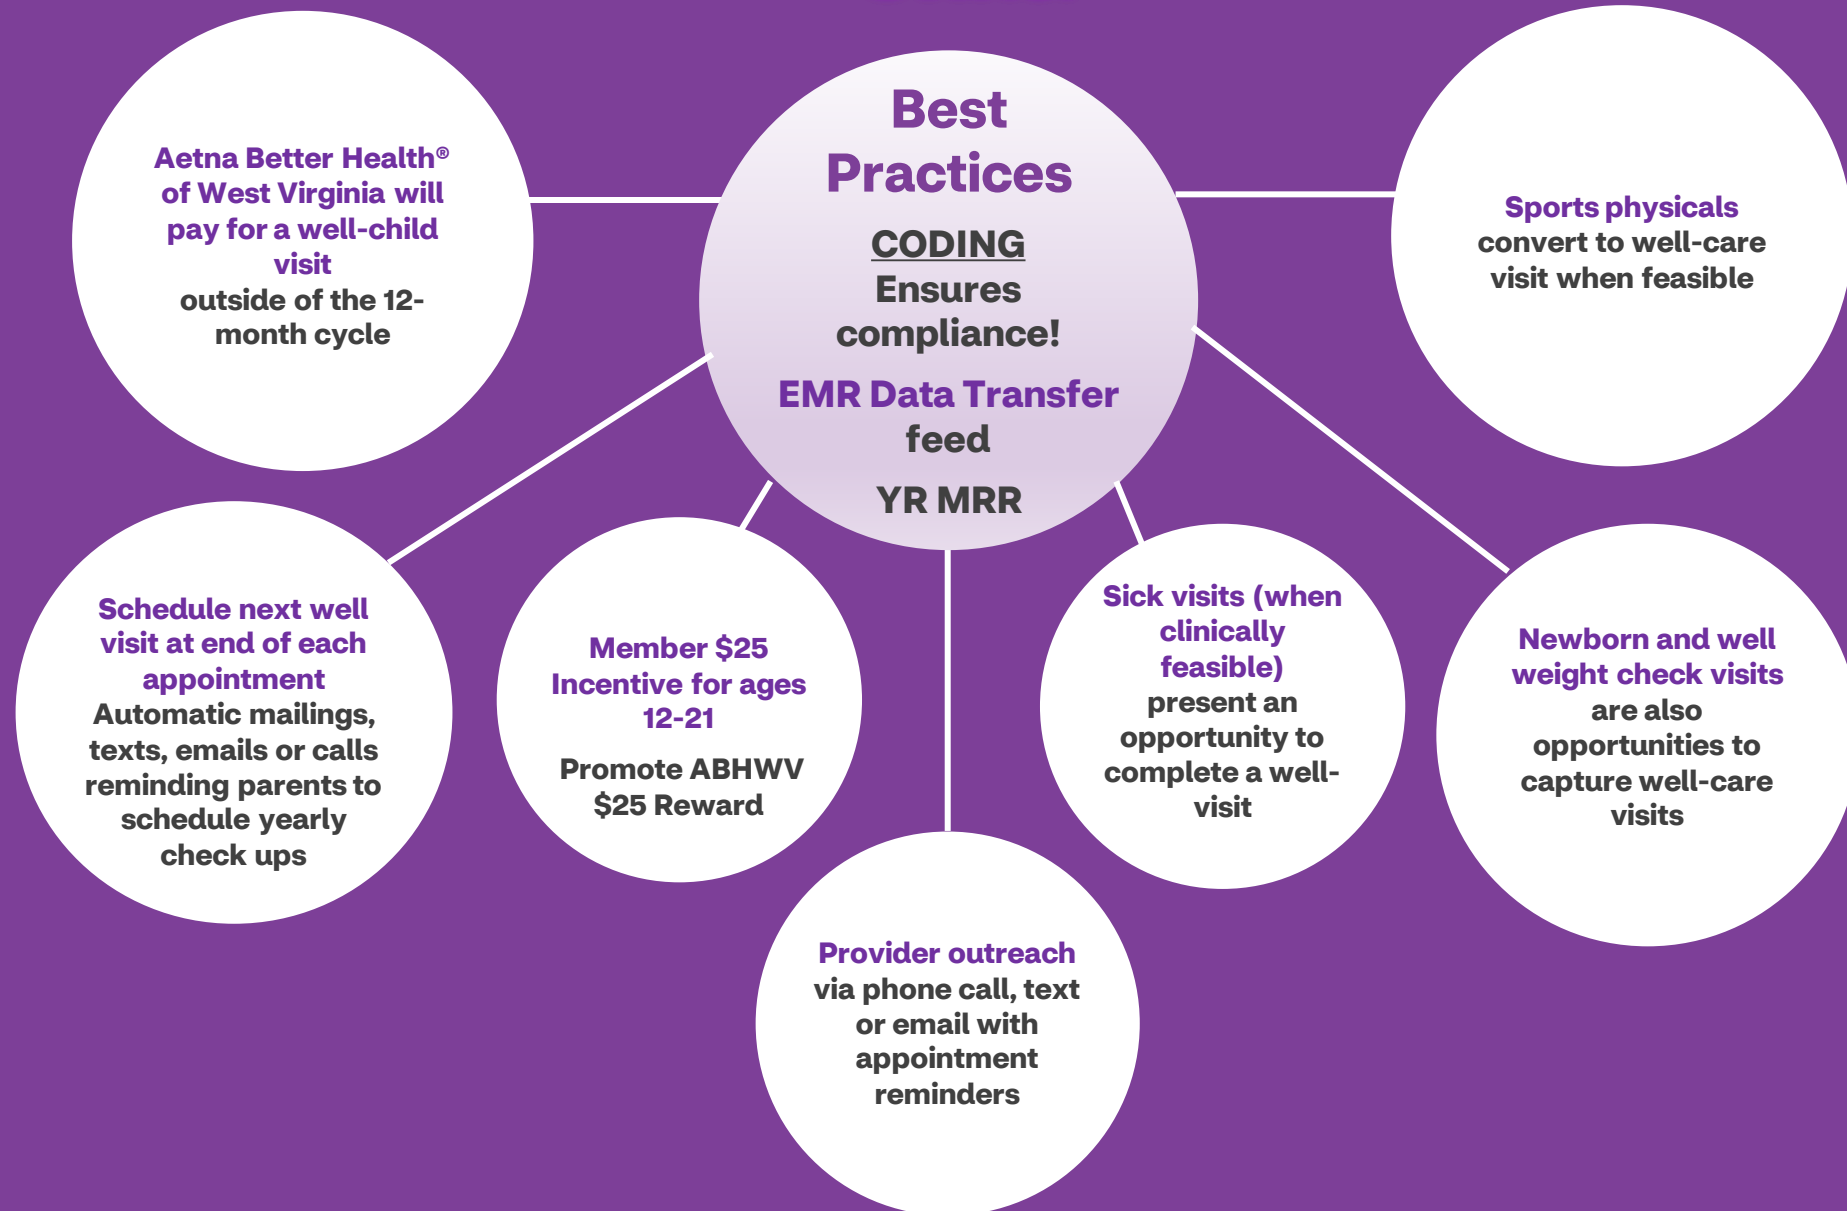 Best
Practices
CODING
Ensures
compliance!
EMR Data Transfer
feed
YR MRR
Aetna Better Health®
of West Virginia will
pay for a well-child
visit
outside of the 12-
month cycle
Sports physicals
convert to well-care
visit when feasible
Schedule next well
visit at end of each
appointment
Automatic mailings,
texts, emails or calls
reminding parents to
schedule yearly
check ups
Member $25
Incentive for ages
12-21
Promote ABHWV
$25 Reward
Provider outreach
via phone call, text
or email with
appointment
reminders
Sick visits (when
clinically
feasible)
present an
opportunity to
complete a well-
visit
Newborn and well
weight check visits
are also
opportunities to
capture well-care
visits